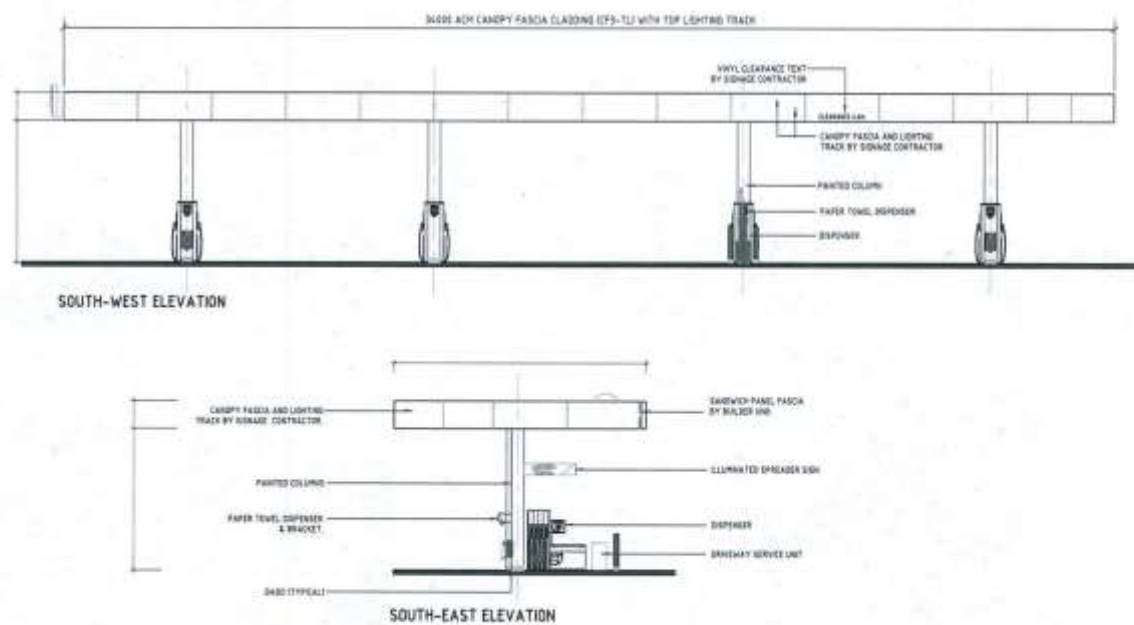 34000 ACM CANOPY FASCIA CLADDING (CFS-TL) WITH TOP LIGHTING TRACK
VINYL CLEARANCE TEXT
BY SIGNAGE CONTRACTOR
CANOPY FASCIA AND LIGHTING
TRACK BY SIGNAGE CONTRACTOR
PAINTED COLUMN
PAPER TOWEL DISPENSER
DISPENSER
SOUTH-WEST ELEVATION
CANOPY FASCIA AND LIGHTING
TRACK BY SIGNAGE CONTRACTOR
SANDWICH PANEL FASCIA
BY BUILDER
ILLUMINATED SPREADER SIGN
PAINTED COLUMNS
PAPER TOWEL DISPENSER
& BRACKET
DISPENSER
DRIVEWAY SERVICE UNIT
DADO (TYPICAL)
SOUTH-EAST ELEVATION